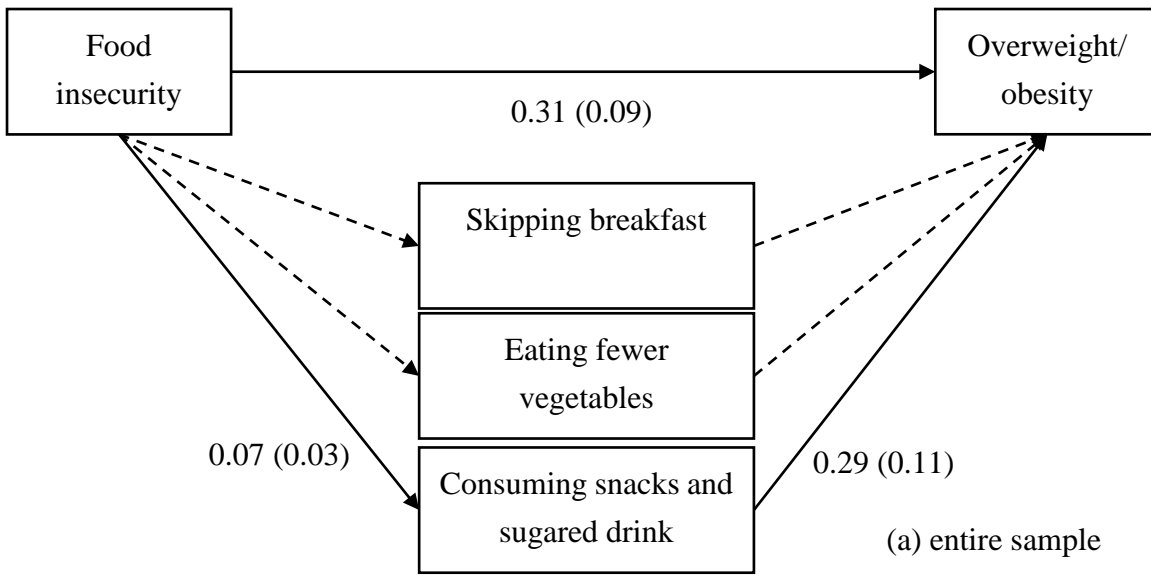 Food
insecurity
Overweight/
obesity
0.31 (0.09)
Skipping breakfast
Eating fewer
vegetables
0.07 (0.03)
0.29 (0.11)
Consuming snacks and
sugared drink
(a) entire sample